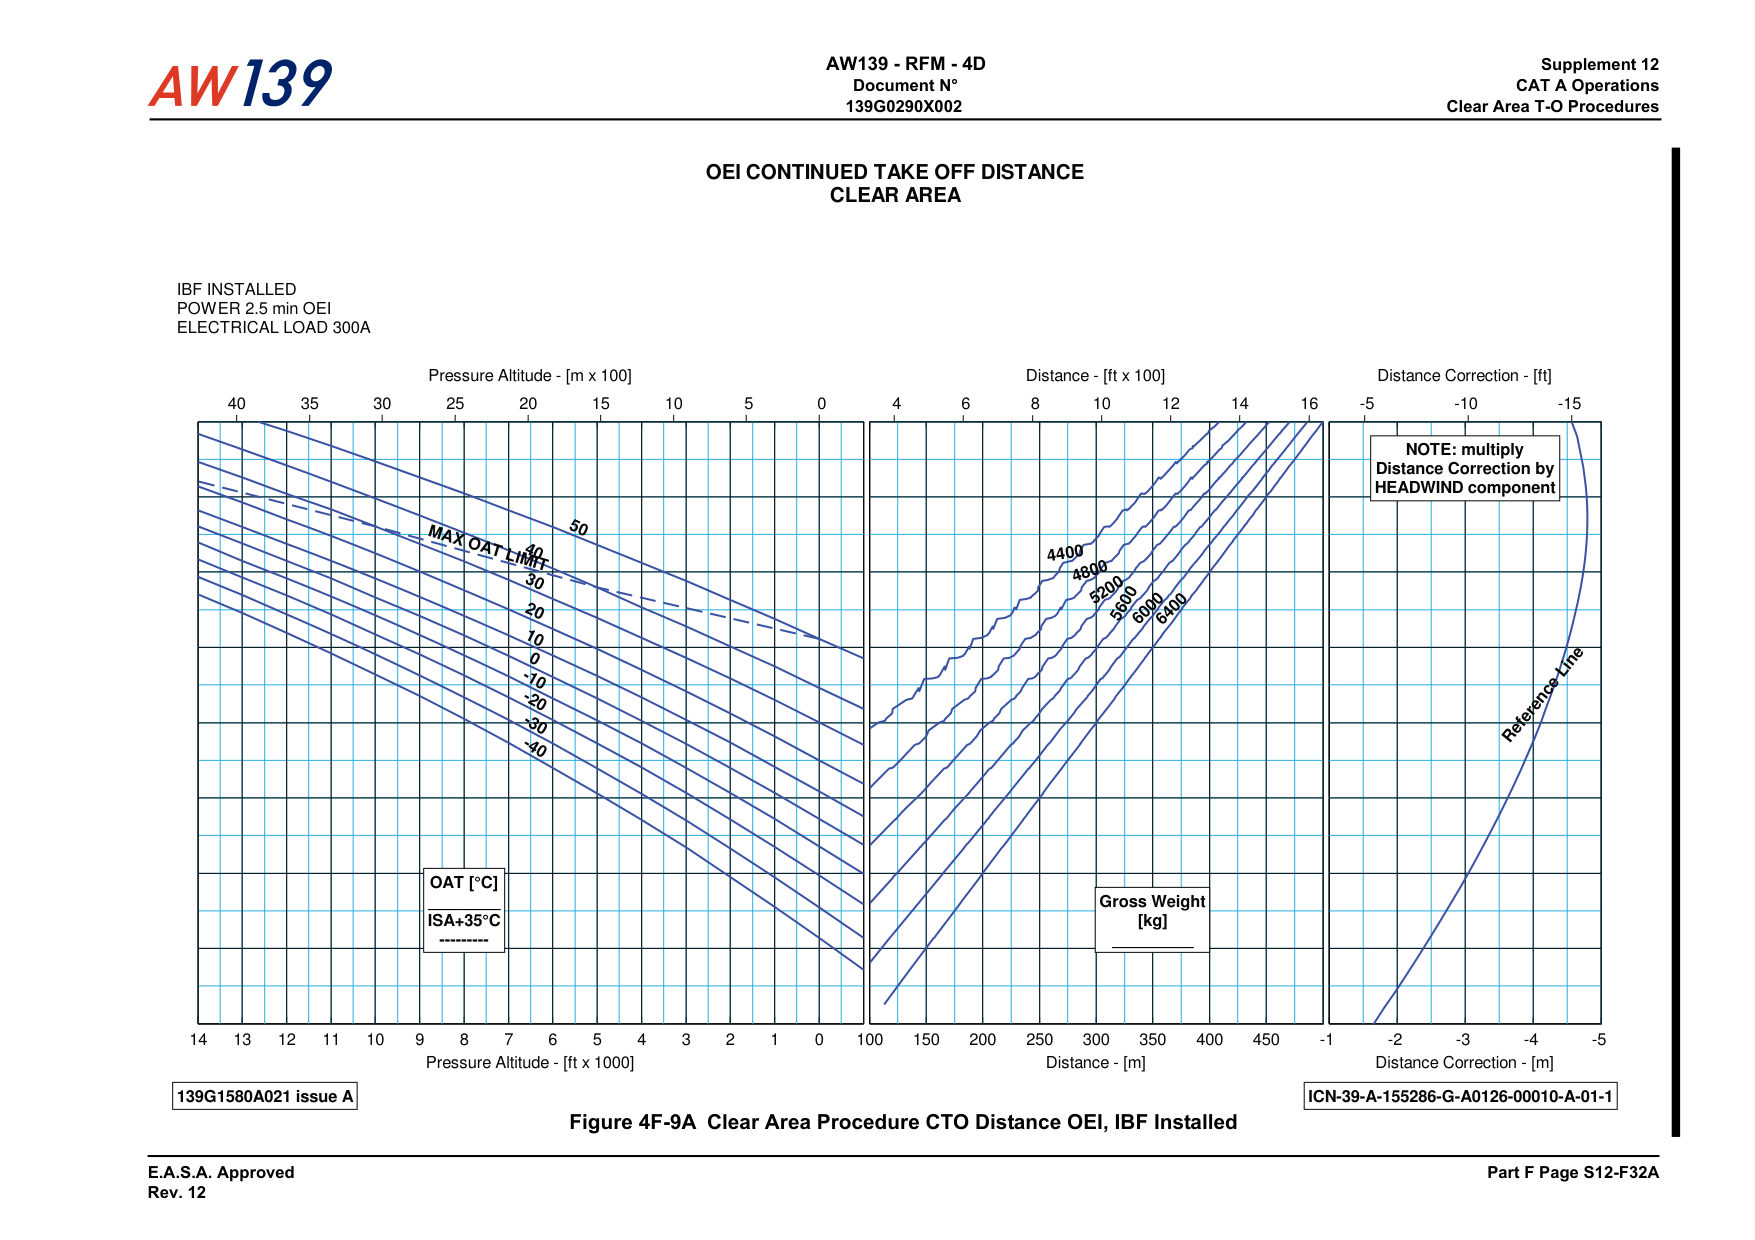 AW139
AW139 - RFM - 4D
Document N°
139G0290X002
Supplement 12
CAT A Operations
Clear Area T-O Procedures
OEI CONTINUED TAKE OFF DISTANCE
CLEAR AREA
IBF INSTALLED
POWER 2.5 min OEI
ELECTRICAL LOAD 300A
Pressure Altitude - [m x 100]
40 35 30 25 20 15 10 5 0
MAX OAT LIMIT
50
40
30
20
10
0
-10
-20
-30
-40
OAT [°C]
ISA+35°C
---------
14 13 12 11 10 9 8 7 6 5 4 3 2 1 0
Pressure Altitude - [ft x 1000]
Distance - [ft x 100]
4 6 8 10 12 14 16
4400
4800
5200
5600
6000
6400
Gross Weight
[kg]
100 150 200 250 300 350 400 450
Distance - [m]
Distance Correction - [ft]
-5 -10 -15
NOTE: multiply
Distance Correction by
HEADWIND component
Reference Line
-1 -2 -3 -4 -5
Distance Correction - [m]
139G1580A021 issue A
ICN-39-A-155286-G-A0126-00010-A-01-1
Figure 4F-9A Clear Area Procedure CTO Distance OEI, IBF Installed
E.A.S.A. Approved
Rev. 12
Part F Page S12-F32A